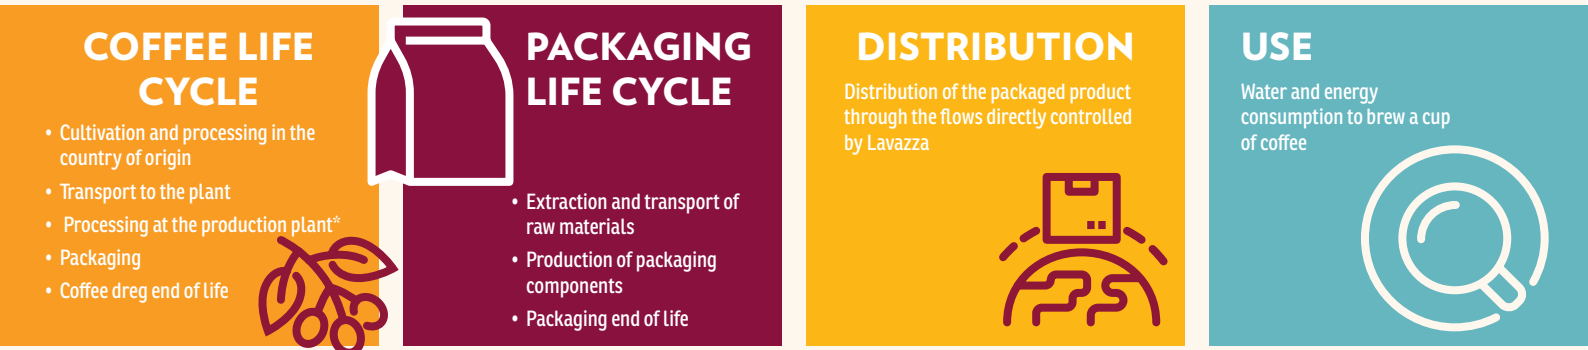 COFFEE LIFE
CYCLE
• Cultivation and processing in the
country of origin
• Transport to the plant
• Processing at the production plant*
• Packaging
• Coffee dreg end of life
PACKAGING
LIFE CYCLE
• Extraction and transport of
raw materials
• Production of packaging
components
• Packaging end of life
DISTRIBUTION
Distribution of the packaged product
through the flows directly controlled
by Lavazza
USE
Water and energy
consumption to brew a cup
of coffee